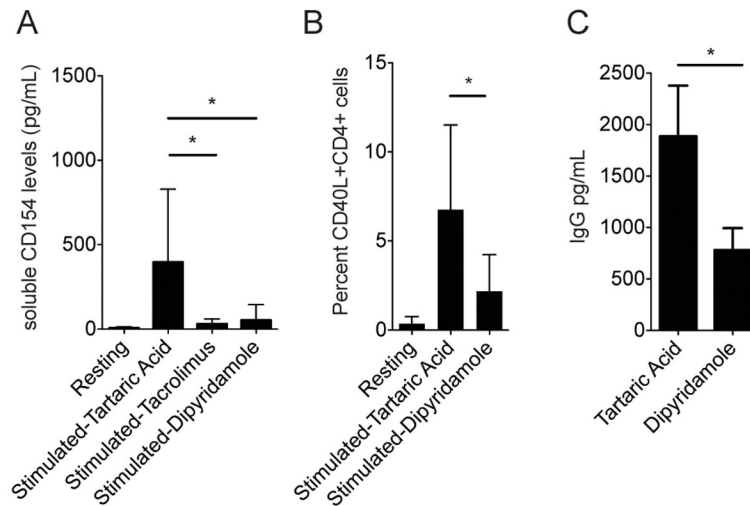 A
soluble CD154 levels (pg/mL)
1500
1000
500
0
*
*
Resting
Stimulated-Tartaric Acid
Stimulated-Tacrolimus
Stimulated-Dipyridamole
B
Percent CD40L+CD4+ cells
15
10
5
0
*
Resting
Stimulated-Tartaric Acid
Stimulated-Dipyridamole
C
IgG pg/mL
2500
2000
1500
1000
500
0
*
Tartaric Acid
Dipyridamole